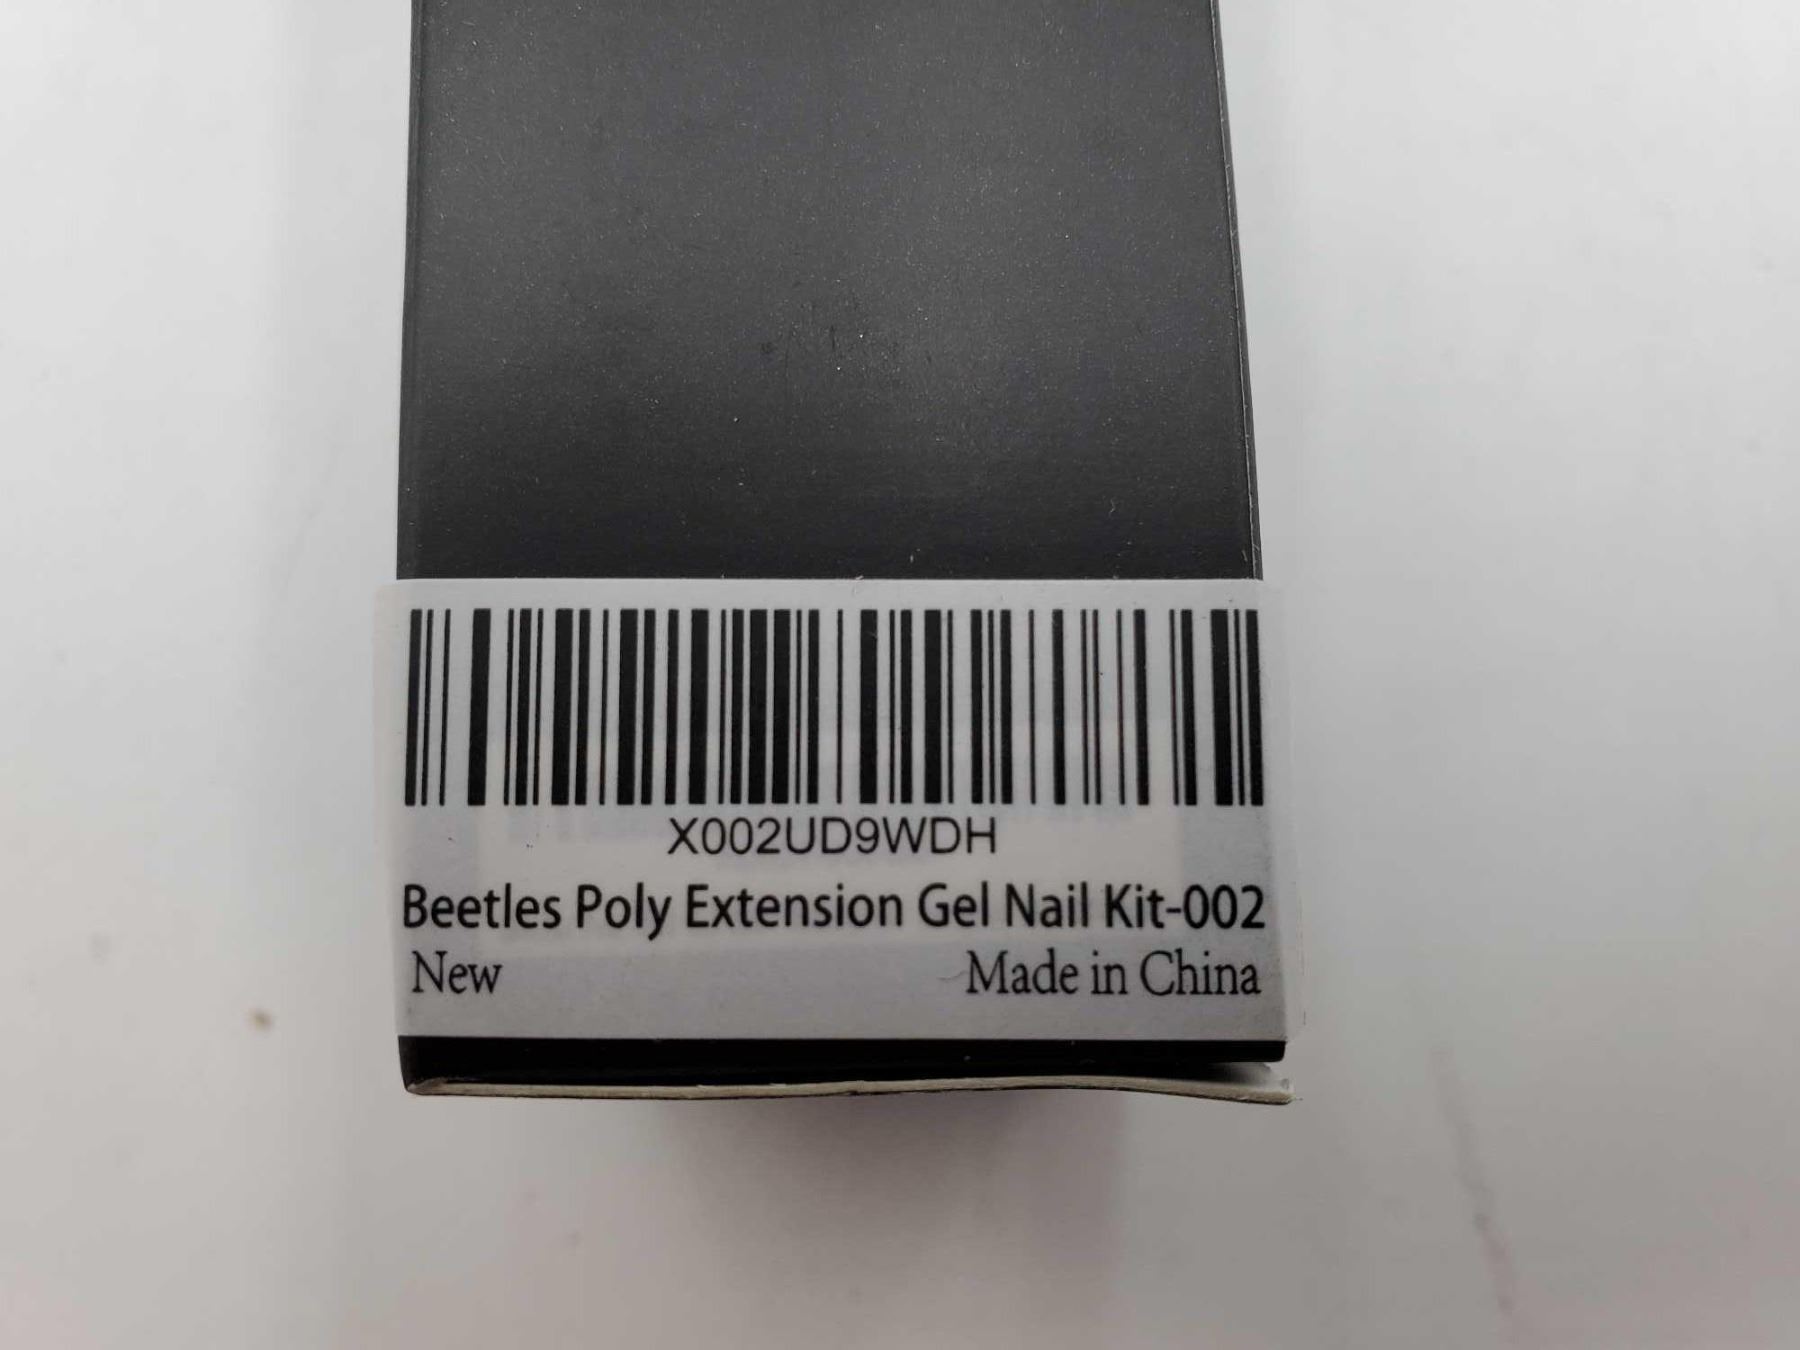 X002UD9WDH
Beetles Poly Extension Gel Nail Kit-002
New Made in China